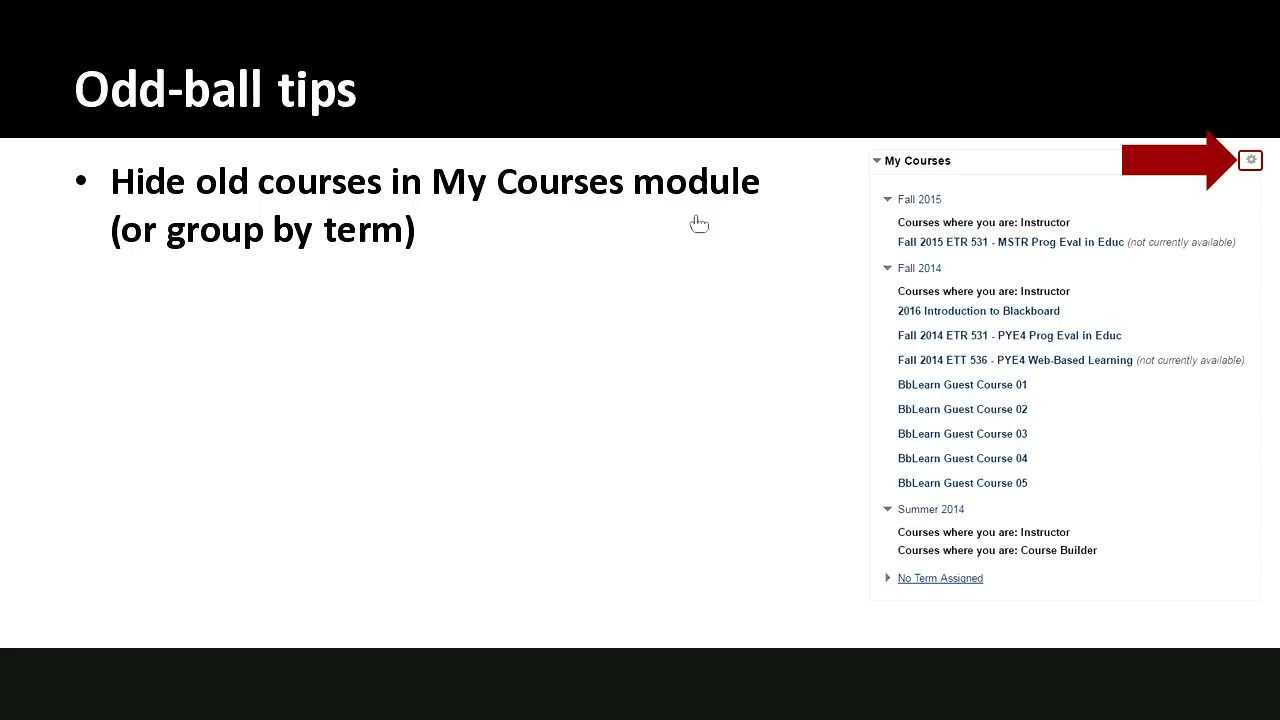 Odd-ball tips
• Hide old courses in My Courses module
(or group by term)
My Courses
Fall 2015
Courses where you are: Instructor
Fall 2015 ETR 531 - MSTR Prog Eval in Educ (not currently available)
Fall 2014
Courses where you are: Instructor
2016 Introduction to Blackboard
Fall 2014 ETR 531 - PYE4 Prog Eval in Educ
Fall 2014 ETT 536 - PYE4 Web-Based Learning (not currently available)
BbLearn Guest Course 01
BbLearn Guest Course 02
BbLearn Guest Course 03
BbLearn Guest Course 04
BbLearn Guest Course 05
Summer 2014
Courses where you are: Instructor
Courses where you are: Course Builder
No Term Assigned